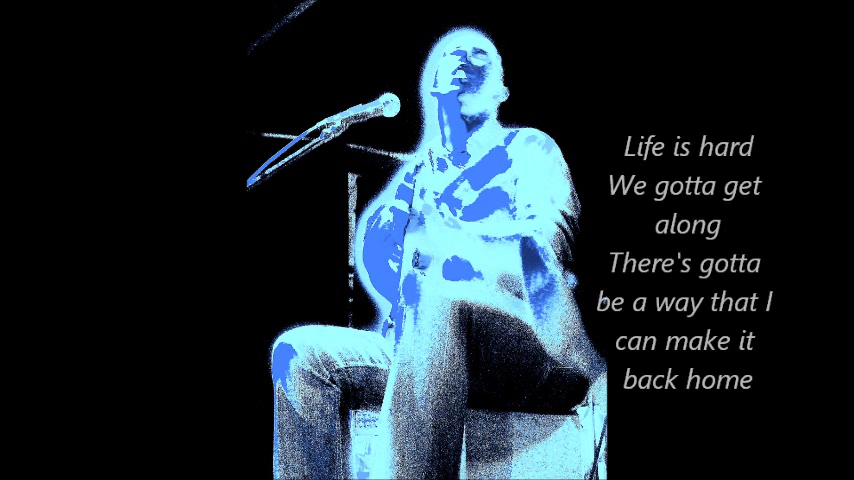 Life is hard
We gotta get
along
There's gotta
be a way that I
can make it
back home